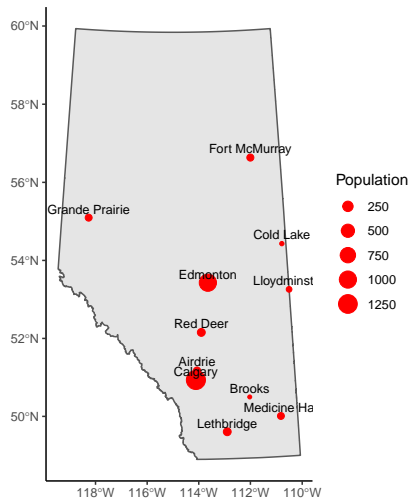 60°N
58°N
56°N
54°N
52°N
50°N
Fort McMurray
Grande Prairie
Cold Lake
Edmonton
Lloydminst
Red Deer
Airdrie
Calgary
Brooks
Medicine Ha
Lethbridge
118°W 116°W 114°W 112°W 110°W
Population
250
500
750
1000
1250